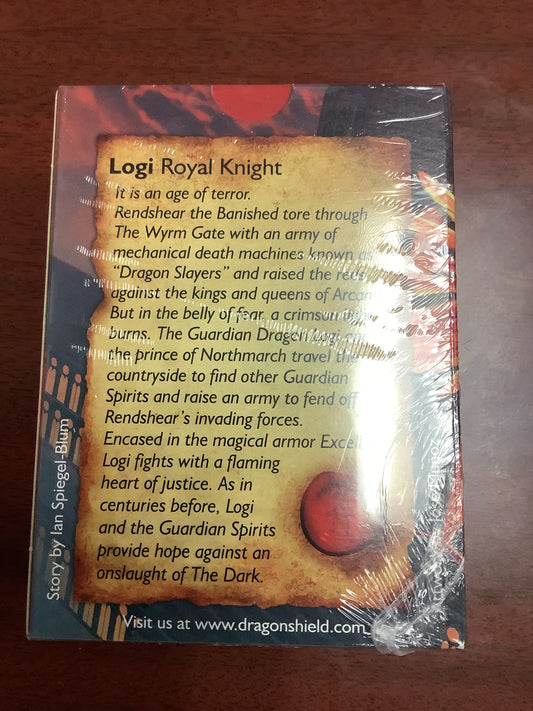 Logi Royal Knight
It is an age of terror.
Rendshear the Banished tore through
The Wyrm Gate with an army of
mechanical death machines known as
"Dragon Slayers" and raised the
against the kings and queens of
But in the belly of fear, a crimson
burns. The Guardian Dragon Logi
the prince of Northmarch travel the
countryside to find other Guardian
Spirits and raise an army to fend off
Rendshear's invading forces.
Encased in the magical armor
Logi fights with a flaming
heart of justice. As in
centuries before, Logi
and the Guardian Spirits
provide hope against an
onslaught of The Dark.
Story by Ian Spiegel-Blum
Visit us at www.dragonshield.com